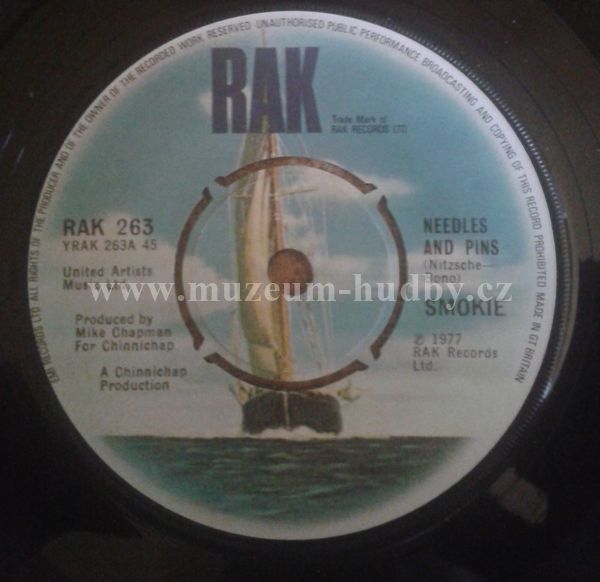 EMI RECORDS LTD ALL RIGHTS OF THE PRODUCER AND OF THE OWNER OF THE RECORDED WORK RESERVED UNAUTHORISED PUBLIC PERFORMANCE BROADCASTING AND COPYING OF THIS RECORD PROHIBITED MADE IN GT BRITAIN
RAK
Trade Mark of
RAK RECORDS LTD
RAK 263
YRAK 263A 45
United Artists
Music
Produced by
Mike Chapman
For Chinnichap
A Chinnichap
Production
NEEDLES
AND PINS
(Nitzsche—
Bono)
SMOKIE
℗ 1977
RAK Records
Ltd.
www.muzeum-hudby.cz